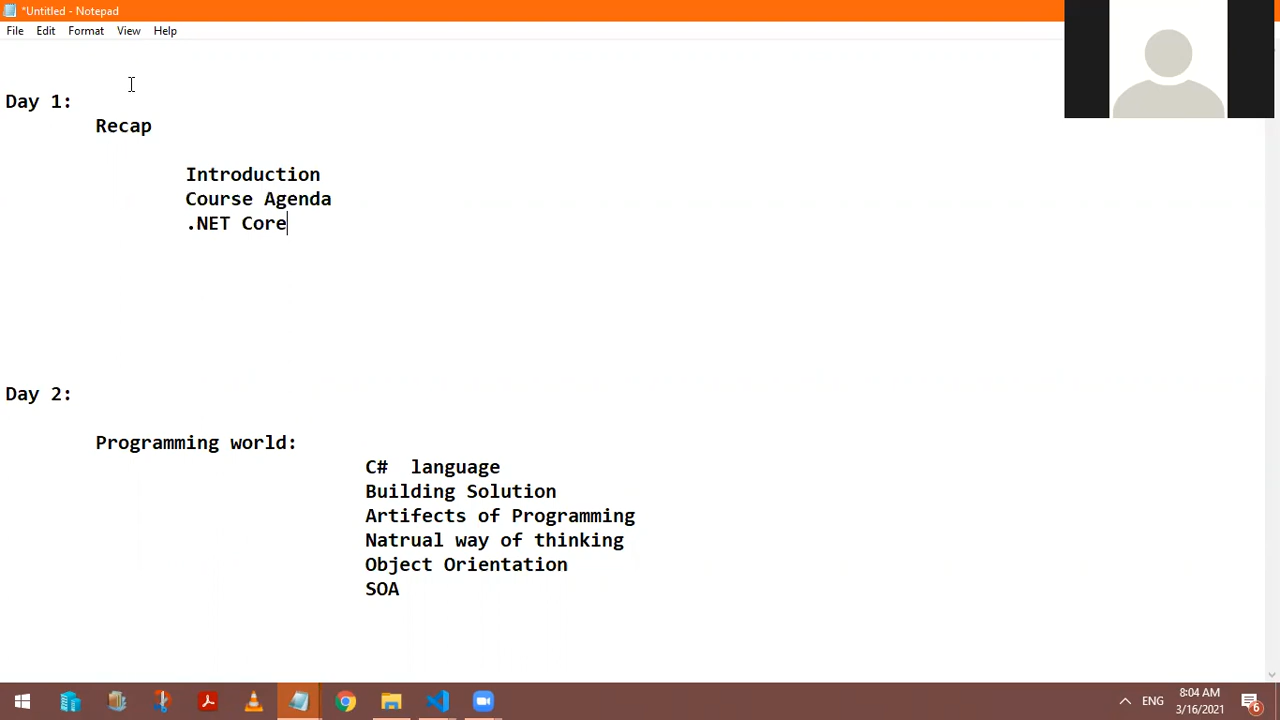 *Untitled - Notepad
File Edit Format View Help
Day 1:
Recap
Introduction
Course Agenda
.NET Core
Day 2:
Programming world:
C#  language
Building Solution
Artifects of Programming
Natrual way of thinking
Object Orientation
SOA
ENG
8:04 AM
3/16/2021
6